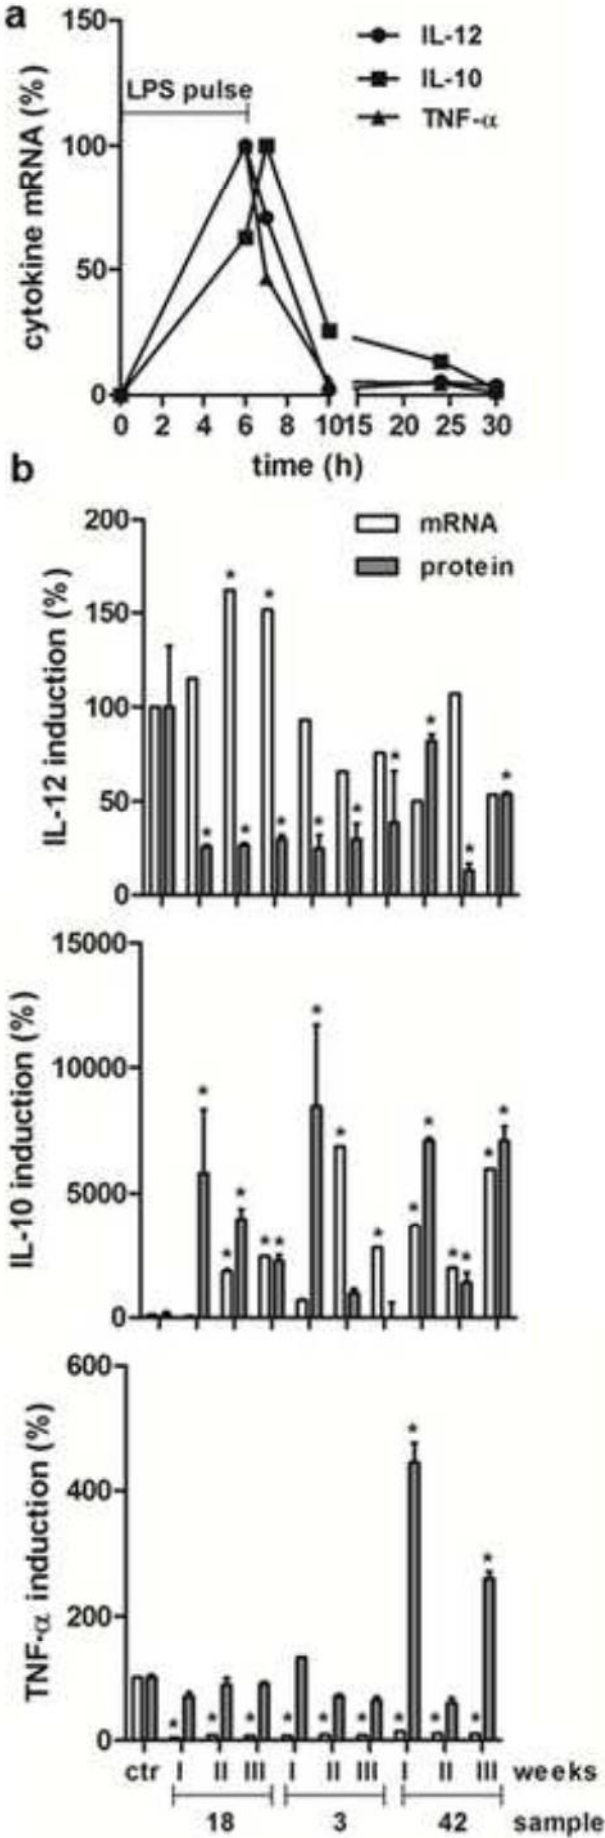 a
150
100
50
0
cytokine mRNA (%)
LPS pulse
IL-12
IL-10
TNF-α
0 2 4 6 8 10 15 20 25 30
time (h)
b
200
150
100
50
0
IL-12 induction (%)
mRNA
protein
* * * * * * * * * * *
15000
10000
5000
0
IL-10 induction (%)
* * * * * * * * * * * * * *
600
400
200
0
TNF-α induction (%)
* * * * * * * * * * *
ctr I II III I II III I II III weeks
18 3 42 sample